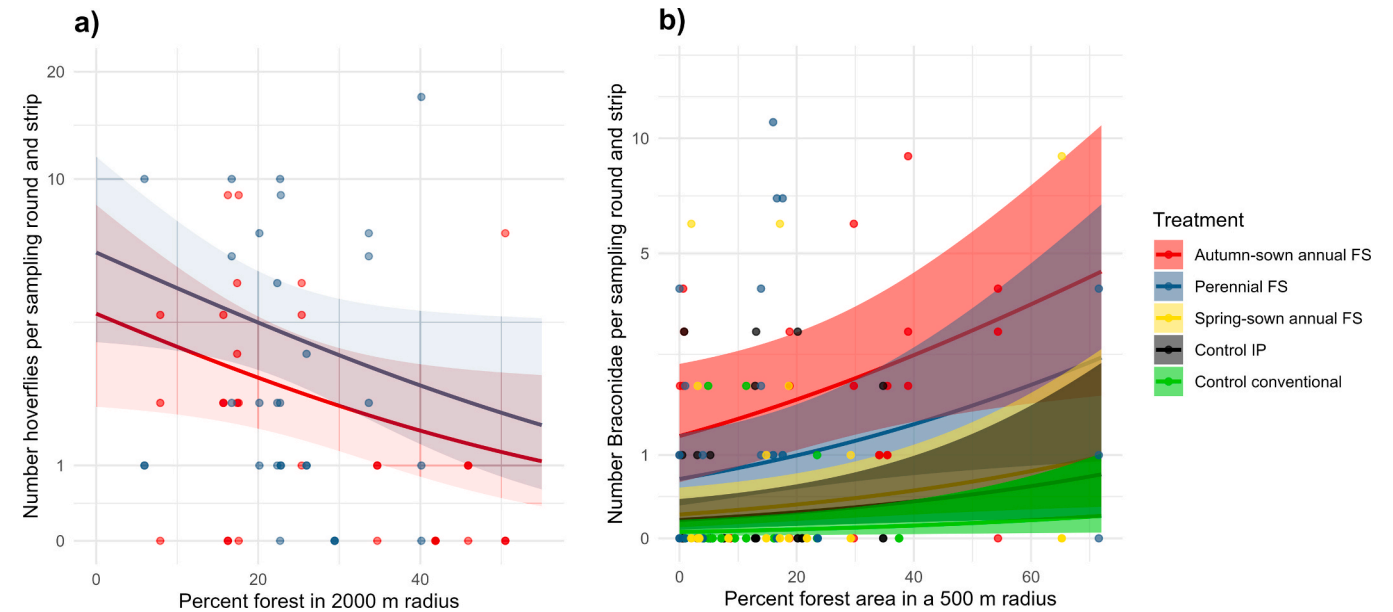 a)
a)
Number hoverflies per sampling round and strip
20
10
1
0
0
20
40
Percent forest in 2000 m radius
b)
Number Braconidae per sampling round and strip
10
5
1
0
0
20
40
60
Percent forest area in a 500 m radius
Treatment
Autumn-sown annual FS
Perennial FS
Spring-sown annual FS
Control IP
Control conventional